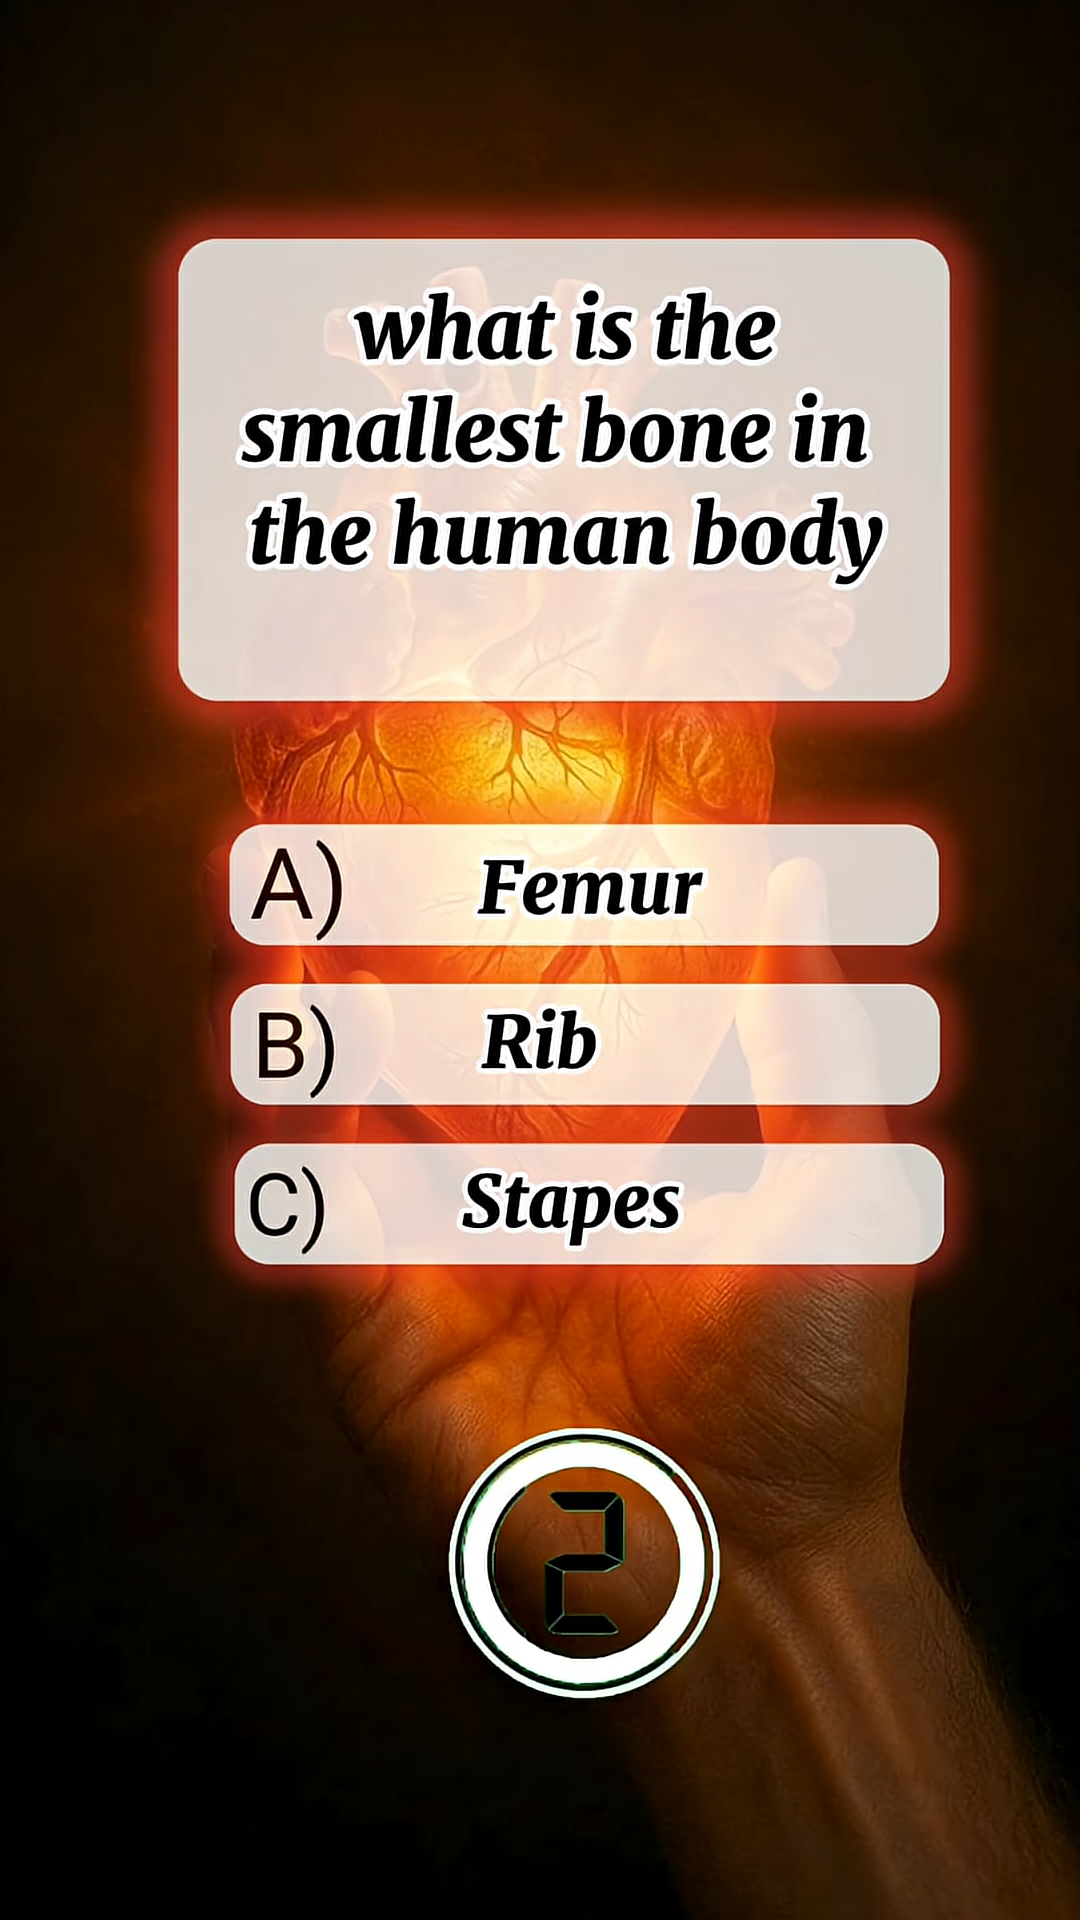 what is the
smallest bone in
the human body
A) Femur
B) Rib
C) Stapes
2